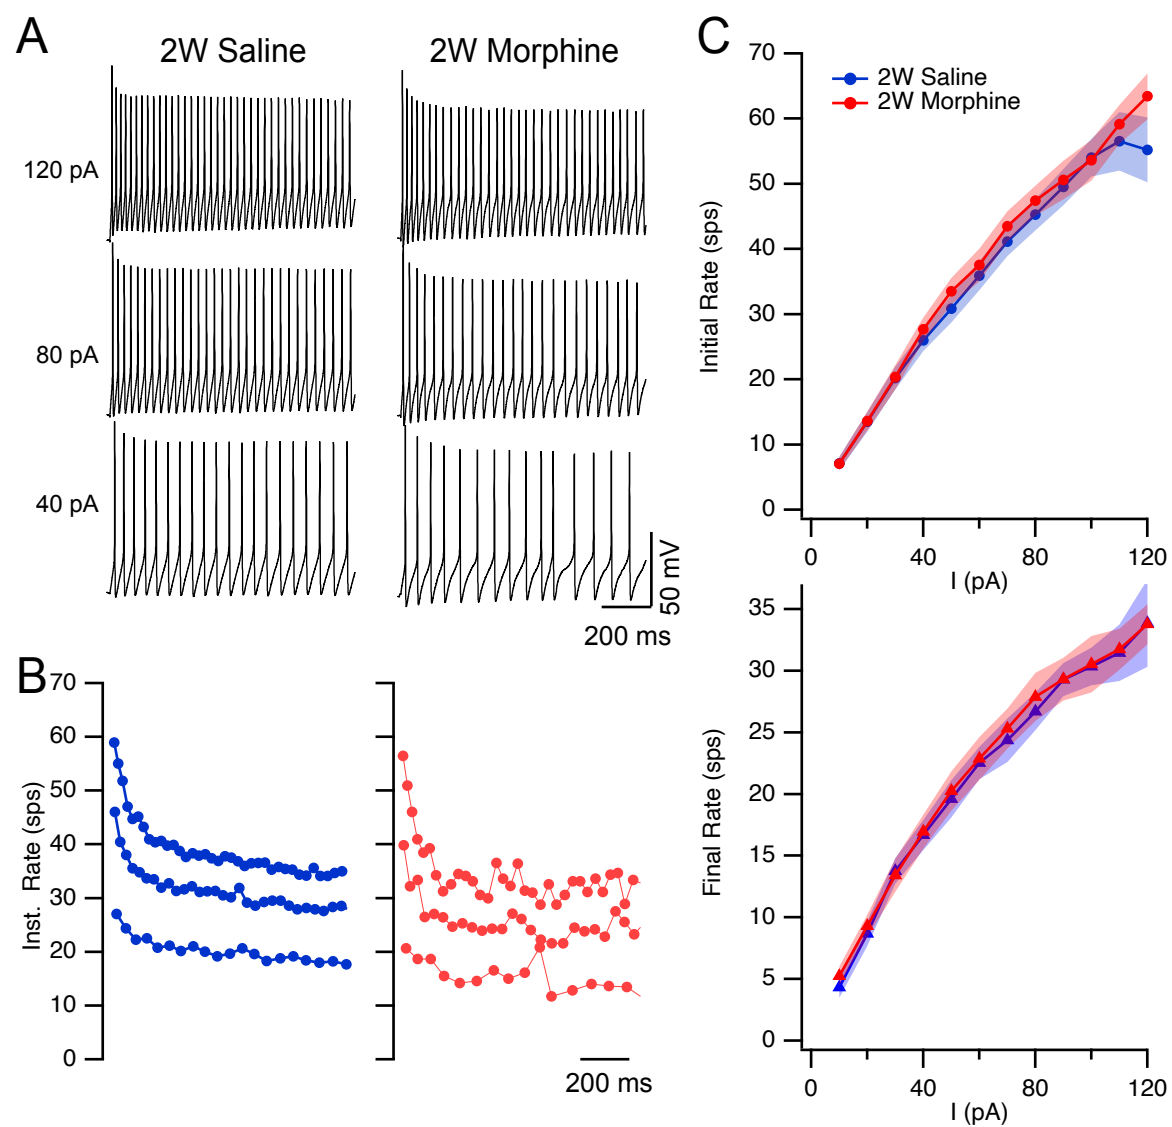 A
2W Saline
2W Morphine
120 pA
80 pA
40 pA
50 mV
200 ms
B
70
60
50
40
30
20
10
0
Inst. Rate (sps)
200 ms
C
70
60
50
40
30
20
10
0
Initial Rate (sps)
2W Saline
2W Morphine
0
40
80
120
I (pA)
35
30
25
20
15
10
5
0
Final Rate (sps)
0
40
80
120
I (pA)